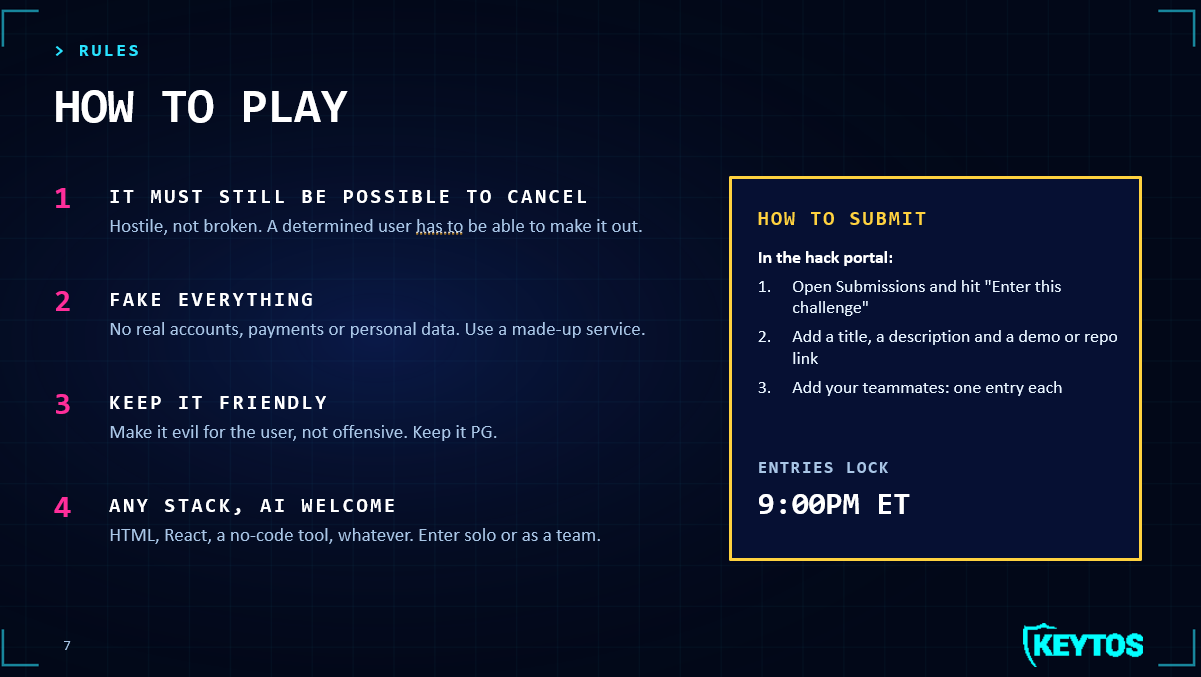 > RULES
HOW TO PLAY
1
IT MUST STILL BE POSSIBLE TO CANCEL
Hostile, not broken. A determined user has to be able to make it out.
2
FAKE EVERYTHING
No real accounts, payments or personal data. Use a made-up service.
3
KEEP IT FRIENDLY
Make it evil for the user, not offensive. Keep it PG.
4
ANY STACK, AI WELCOME
HTML, React, a no-code tool, whatever. Enter solo or as a team.
HOW TO SUBMIT
In the hack portal:
1. Open Submissions and hit "Enter this
challenge"
2. Add a title, a description and a demo or repo
link
3. Add your teammates: one entry each
ENTRIES LOCK
9:00PM ET
7
KEYTOS